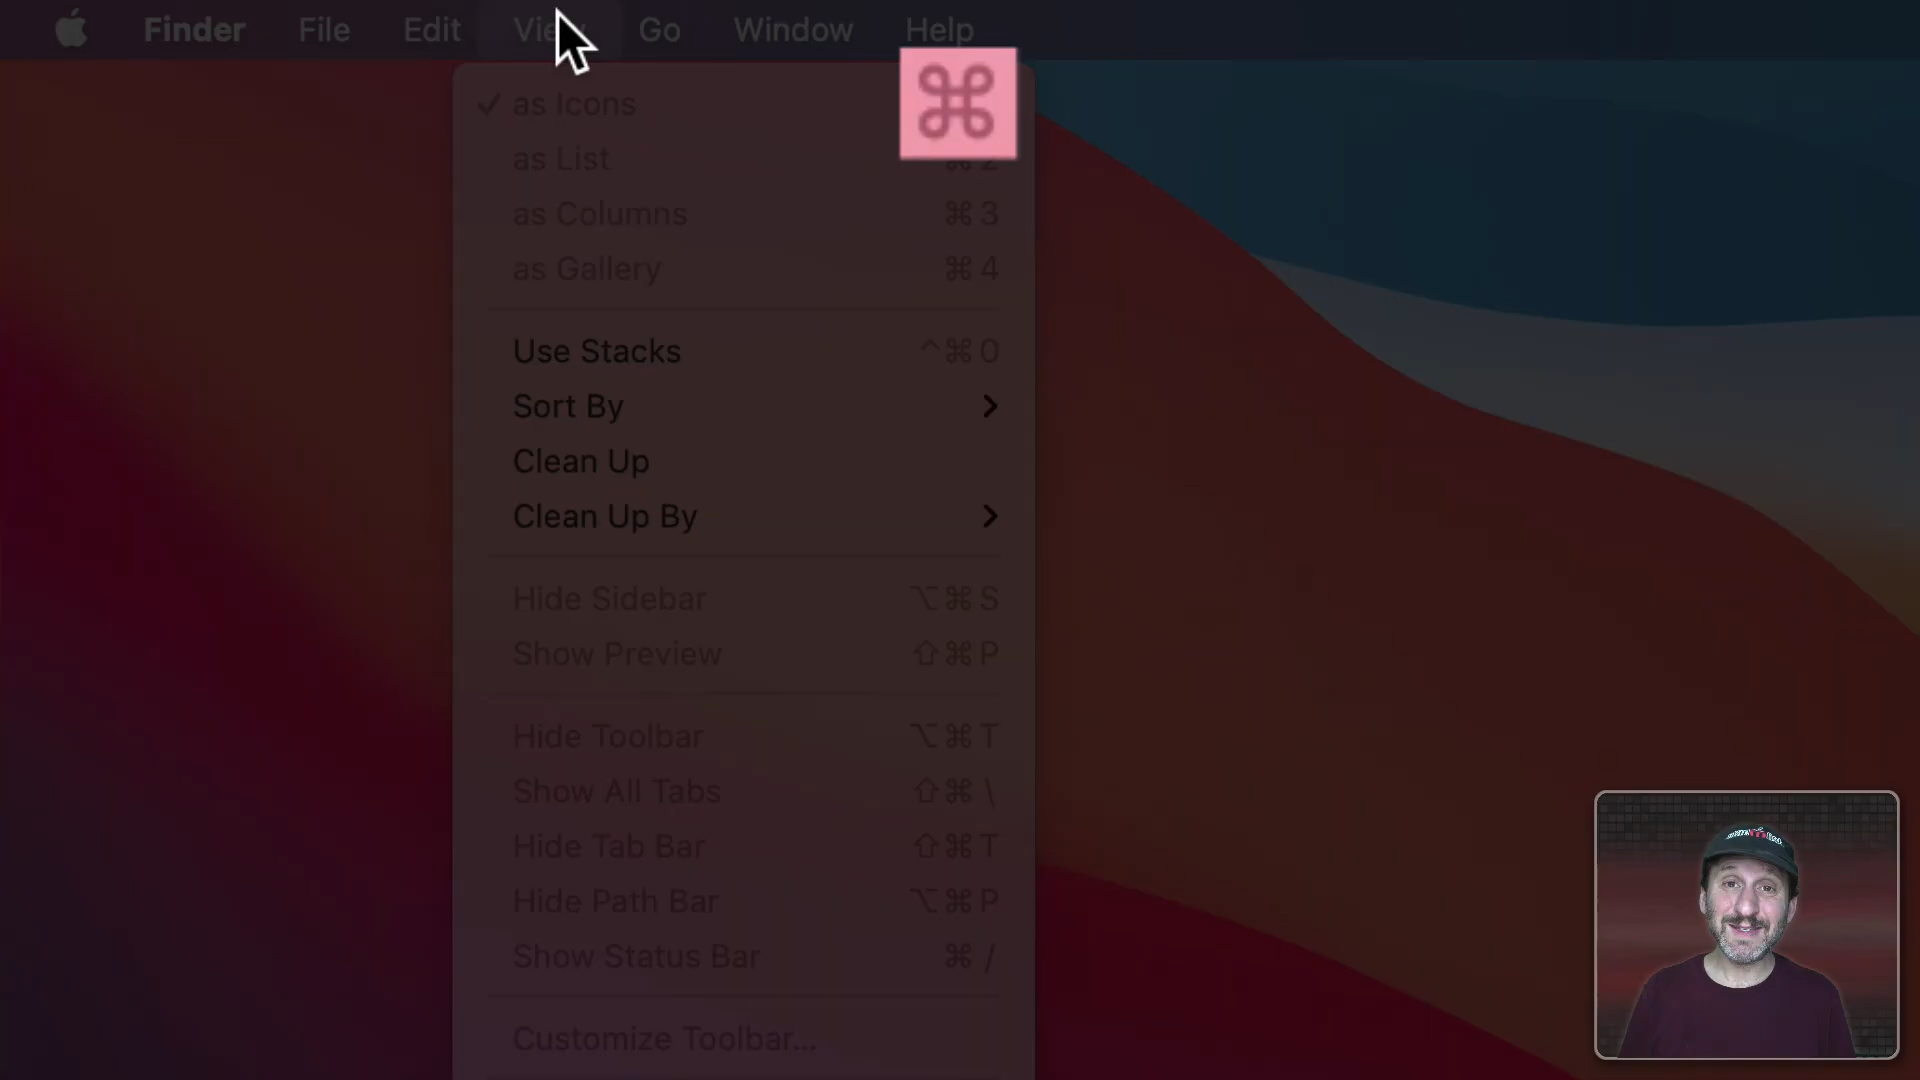 Finder File Edit View Go Window Help
✓ as Icons ⌘
as List ⌘2
as Columns ⌘3
as Gallery ⌘4
Use Stacks ^⌘0
Sort By >
Clean Up
Clean Up By >
Hide Sidebar ⌥⌘S
Show Preview ⇧⌘P
Hide Toolbar ⌥⌘T
Show All Tabs ⇧⌘\
Hide Tab Bar ⇧⌘T
Hide Path Bar ⌥⌘P
Show Status Bar ⌘/
Customize Toolbar...